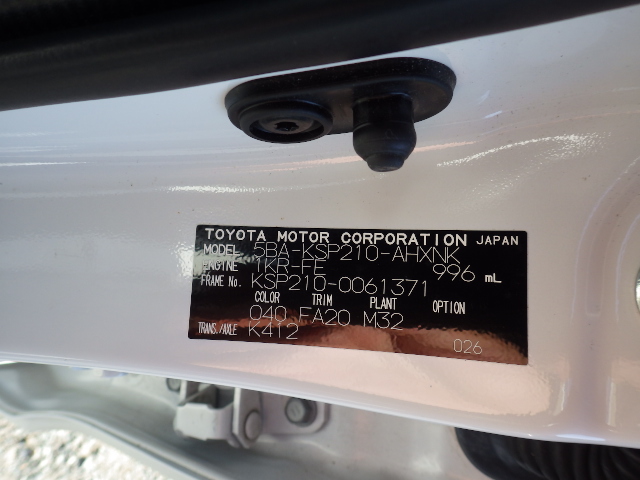 TOYOTA MOTOR CORPORATION JAPAN
MODEL 5BA-KSP210-AHXNK
ENGINE 1KR-FE 996 mL
FRAME No. KSP210-0061371
COLOR TRIM PLANT OPTION
040 FA20 M32
TRANS./AXLE K412
026